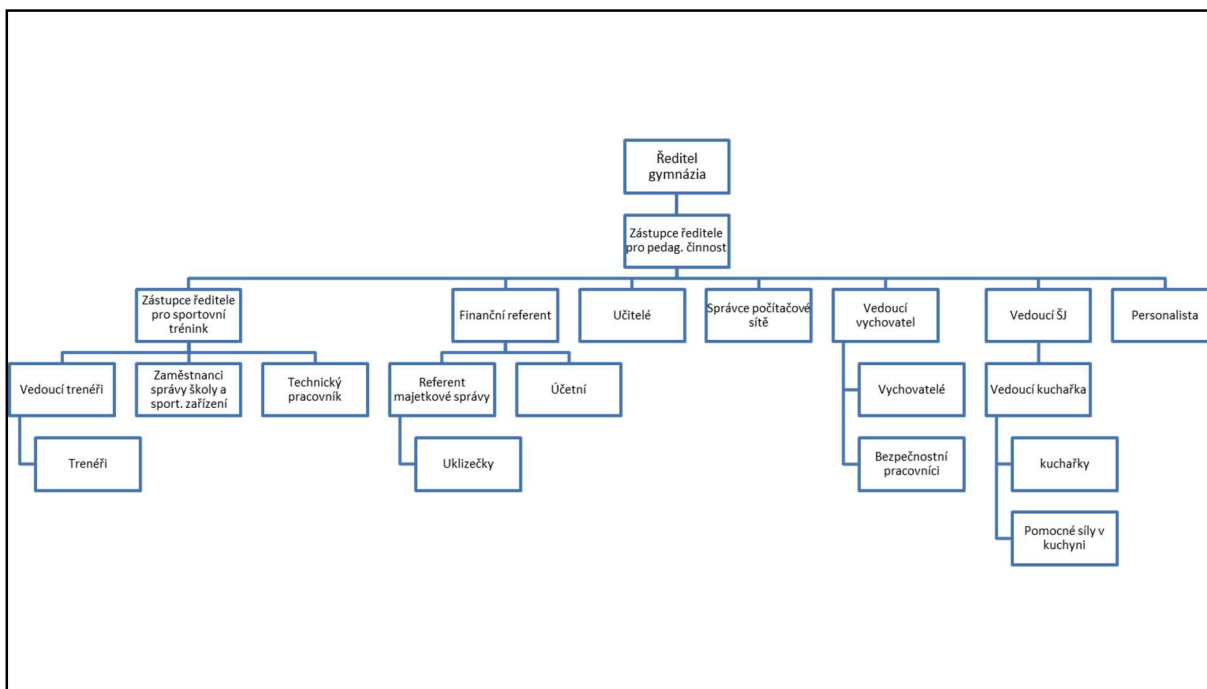 Ředitel
gymnázia
Zástupce ředitele
pro pedag. činnost
Zástupce ředitele
pro sportovní
trénink
Finanční referent
Učitelé
Správce počítačové
sítě
Vedoucí
vychovatel
Vedoucí ŠJ
Personalista
Vedoucí trenéři
Zaměstnanci
správy školy a
sport. zařízení
Technický
pracovník
Referent
majetkové správy
Účetní
Vychovatelé
Vedoucí kuchařka
Trenéři
Uklizečky
Bezpečnostní
pracovníci
kuchařky
Pomocné síly v
kuchyni